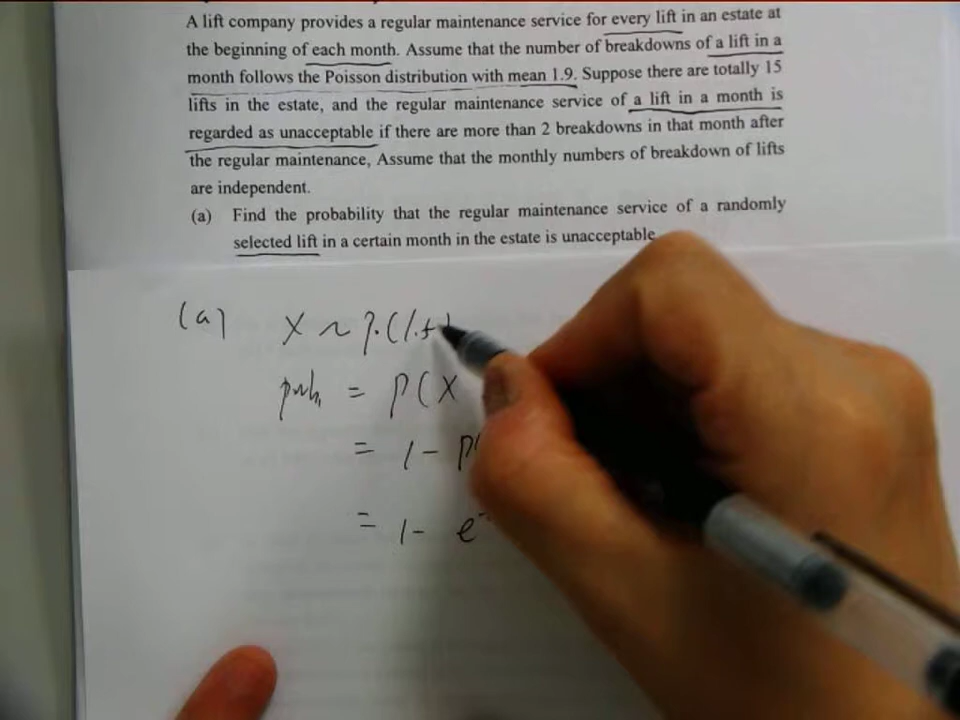 A lift company provides a regular maintenance service for every lift in an estate at
the beginning of each month. Assume that the number of breakdowns of a lift in a
month follows the Poisson distribution with mean 1.9. Suppose there are totally 15
lifts in the estate, and the regular maintenance service of a lift in a month is
regarded as unacceptable if there are more than 2 breakdowns in that month after
the regular maintenance, Assume that the monthly numbers of breakdown of lifts
are independent.
(a) Find the probability that the regular maintenance service of a randomly
selected lift in a certain month in the estate is unacceptable
(a) X ~ P.(1.
= P(X
= 1 - P(
= 1 - e